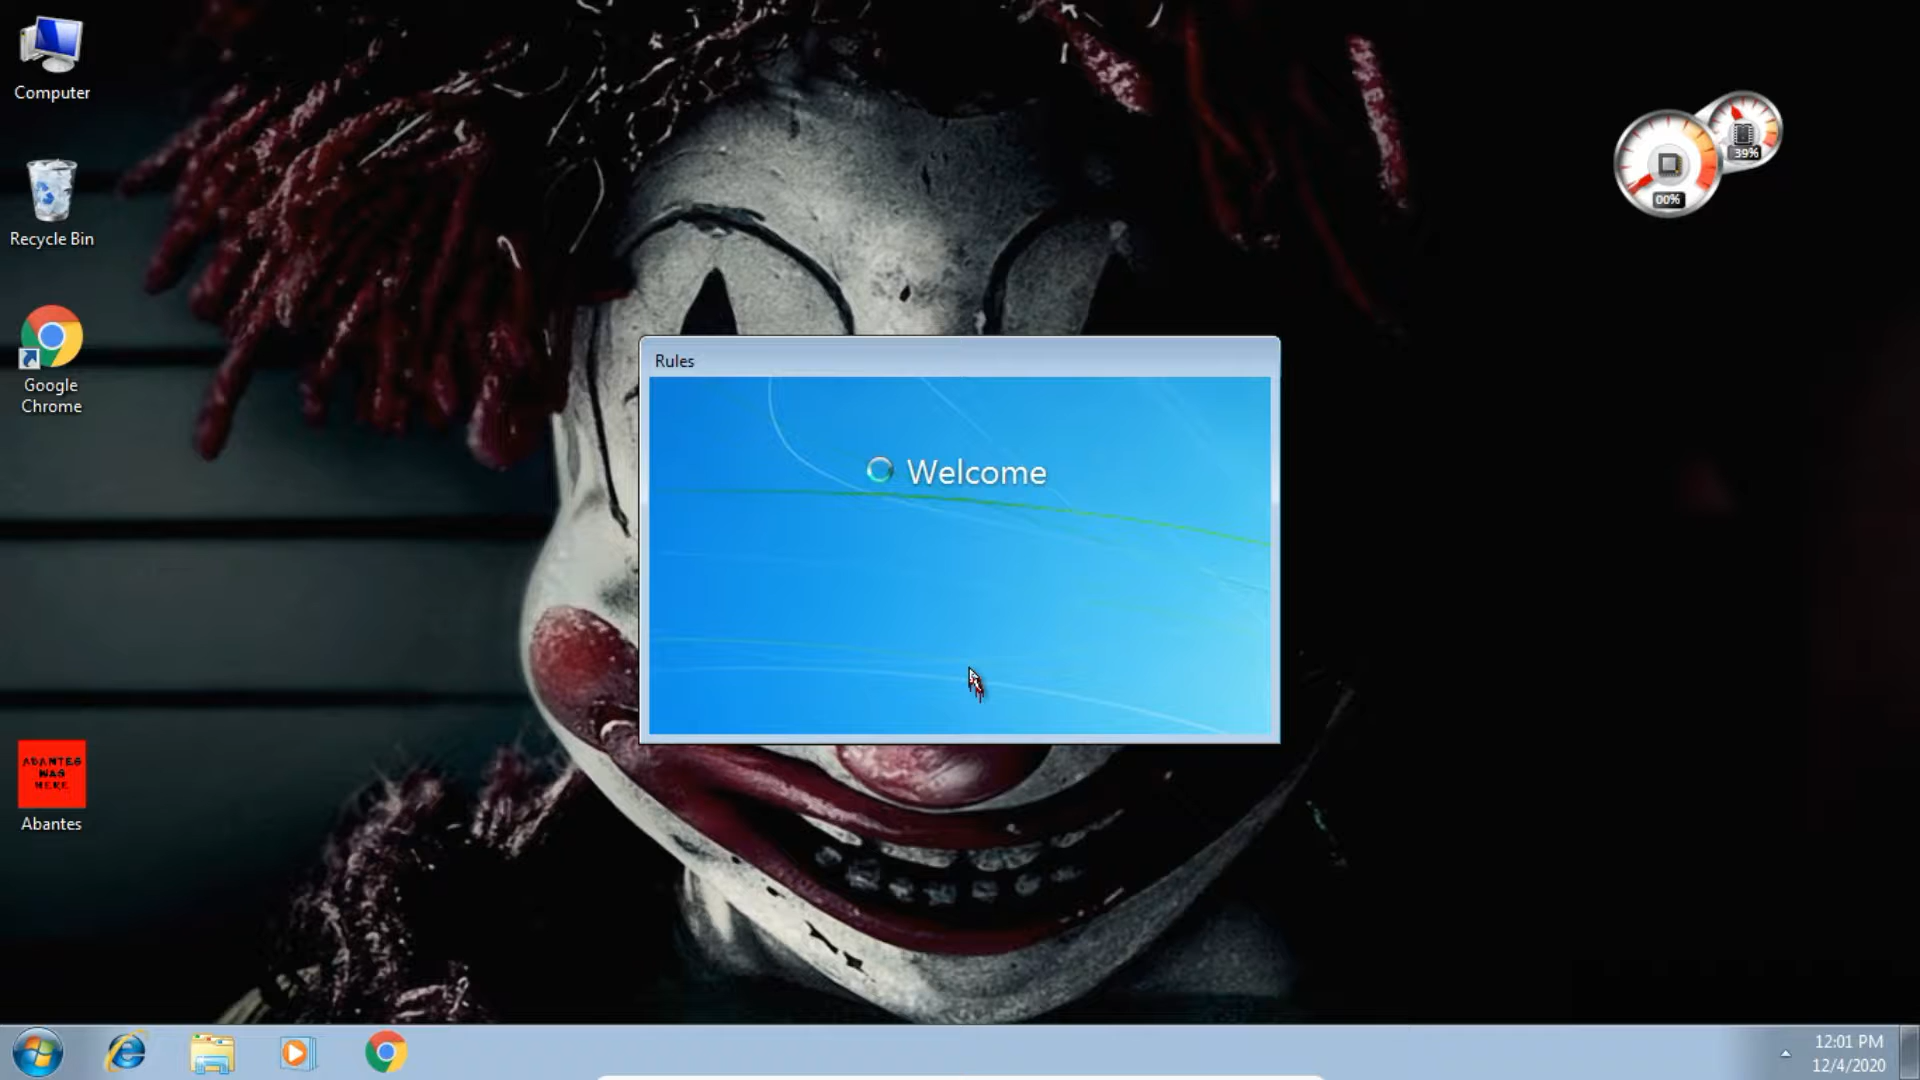 Computer
Recycle Bin
Google
Chrome
ABANTES
WAS
HERE
Abantes
39%
00%
Rules
Welcome
12:01 PM
12/4/2020